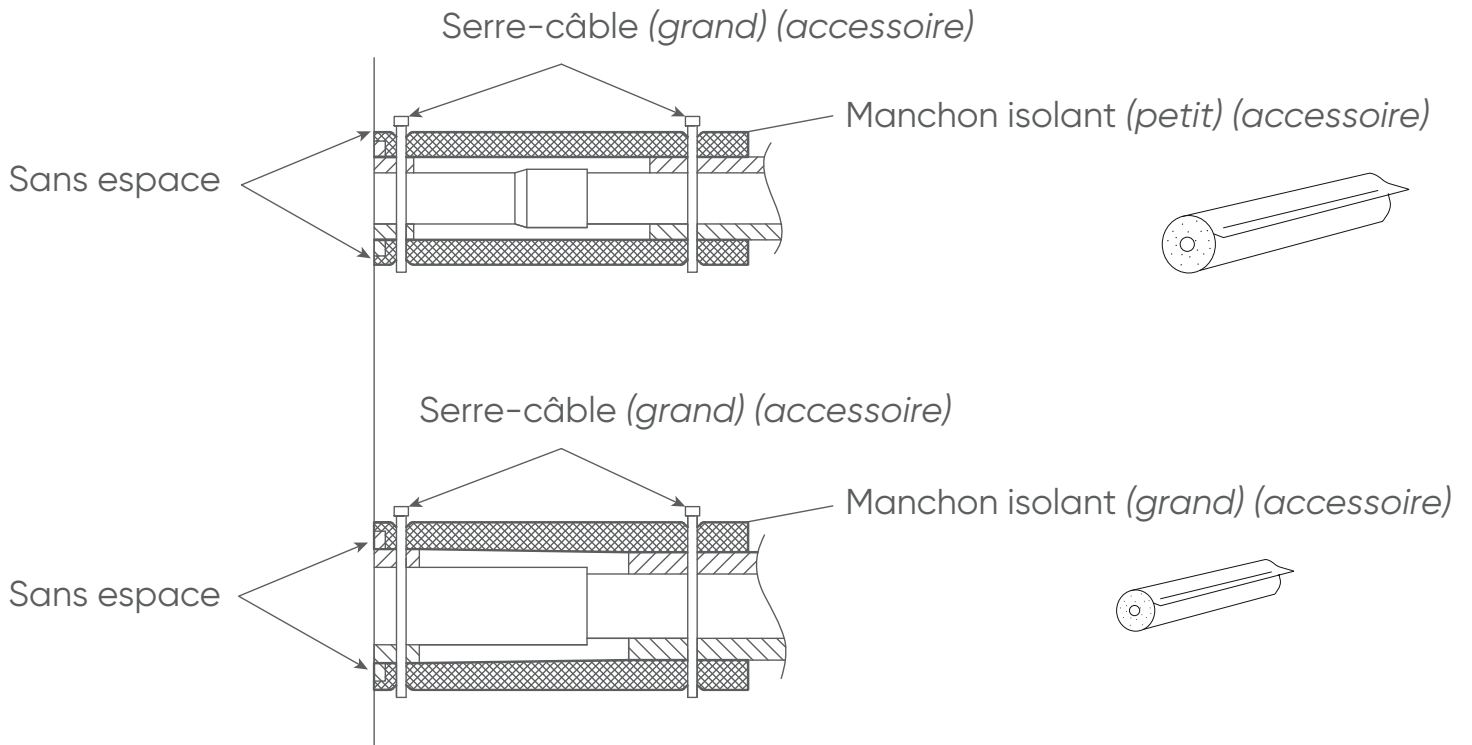 Serre-câble (grand) (accessoire)
Manchon isolant (petit) (accessoire)
Sans espace
Serre-câble (grand) (accessoire)
Manchon isolant (grand) (accessoire)
Sans espace